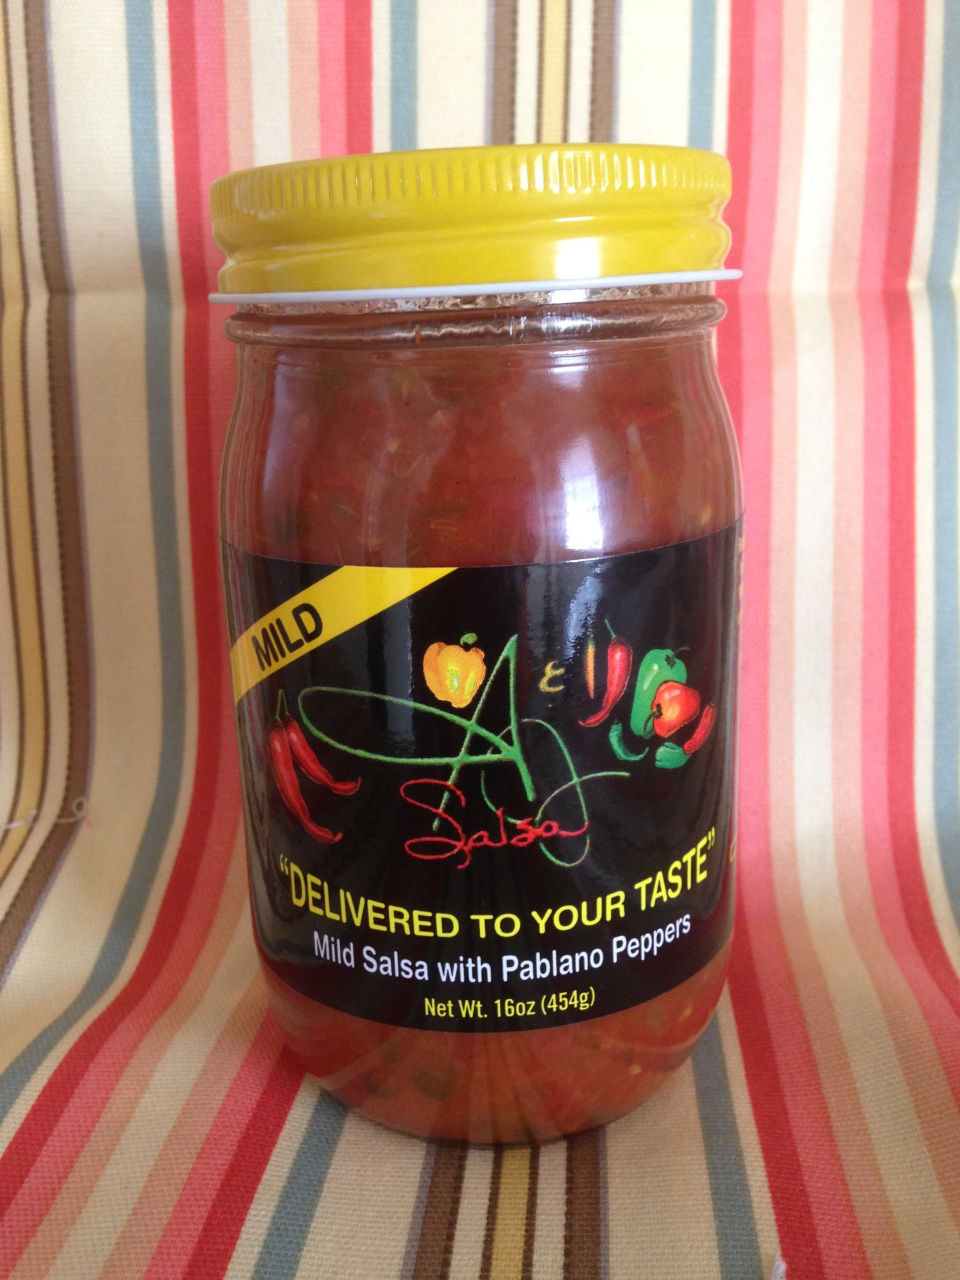 MILD
A & J
Salsa
"DELIVERED TO YOUR TASTE"
Mild Salsa with Pablano Peppers
Net Wt. 16oz (454g)